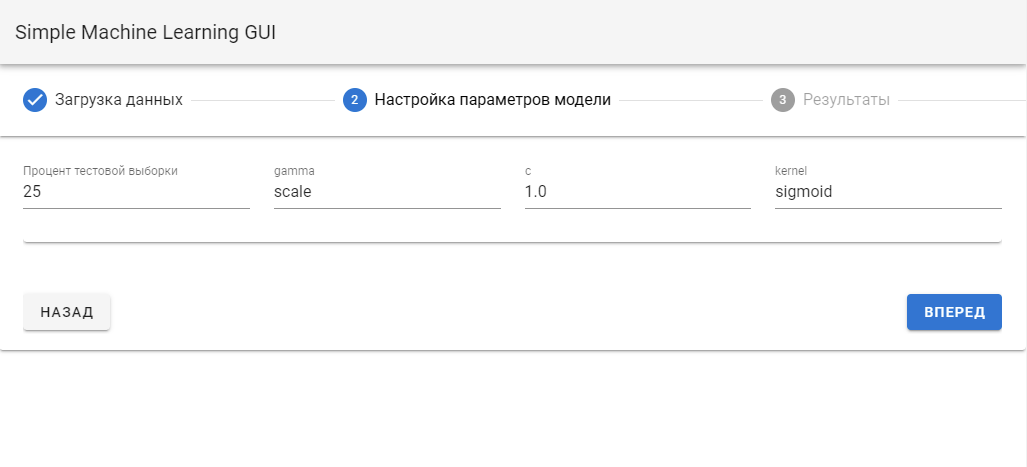 Simple Machine Learning GUI
Загрузка данных
2 Настройка параметров модели
3 Результаты
Процент тестовой выборки
25
gamma
scale
c
1.0
kernel
sigmoid
НАЗАД
ВПЕРЕД